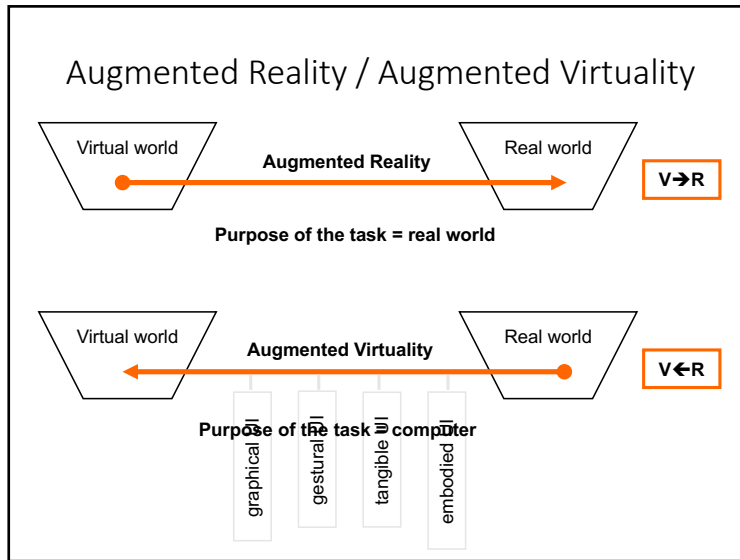 Augmented Reality / Augmented Virtuality
Virtual world
Augmented Reality
Real world
V➔R
Purpose of the task = real world
Virtual world
Augmented Virtuality
Real world
V←R
Purpose of the task = computer
graphical UI
gestural UI
tangible UI
embodied UI